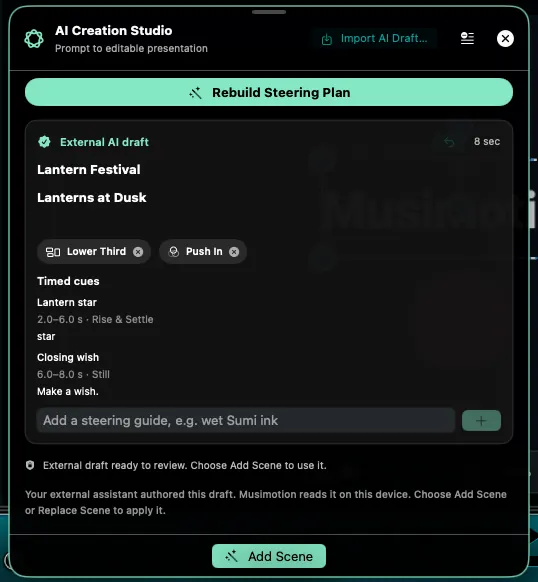 AI Creation Studio
Prompt to editable presentation
Import AI Draft...
Rebuild Steering Plan
External AI draft
8 sec
Lantern Festival
Lanterns at Dusk
Lower Third
Push In
Timed cues
Lantern star
2.0–6.0 s · Rise & Settle
star
Closing wish
6.0–8.0 s · Still
Make a wish.
Add a steering guide, e.g. wet Sumi ink
External draft ready to review. Choose Add Scene to use it.
Your external assistant authored this draft. Musimotion reads it on this device. Choose Add Scene
or Replace Scene to apply it.
Add Scene